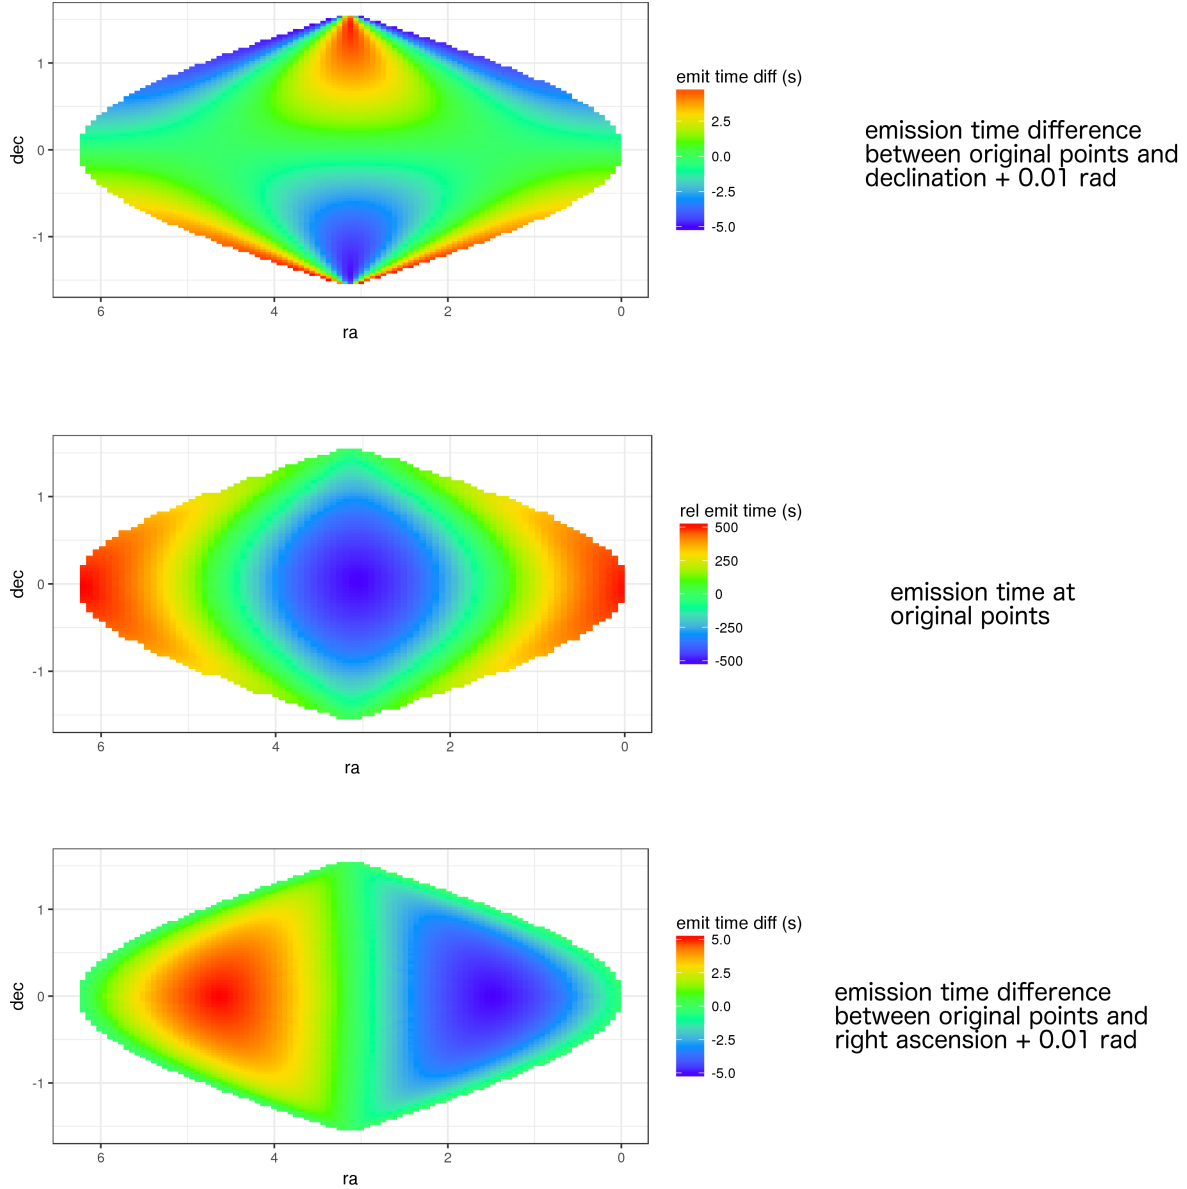 emit time diff (s)
2.5
0.0
-2.5
-5.0
1
0
-1
dec
6
4
2
0
ra
emission time difference
between original points and
declination + 0.01 rad
rel emit time (s)
500
250
0
-250
-500
1
0
-1
dec
6
4
2
0
ra
emission time at
original points
emit time diff (s)
5.0
2.5
0.0
-2.5
-5.0
1
0
-1
dec
6
4
2
0
ra
emission time difference
between original points and
right ascension + 0.01 rad